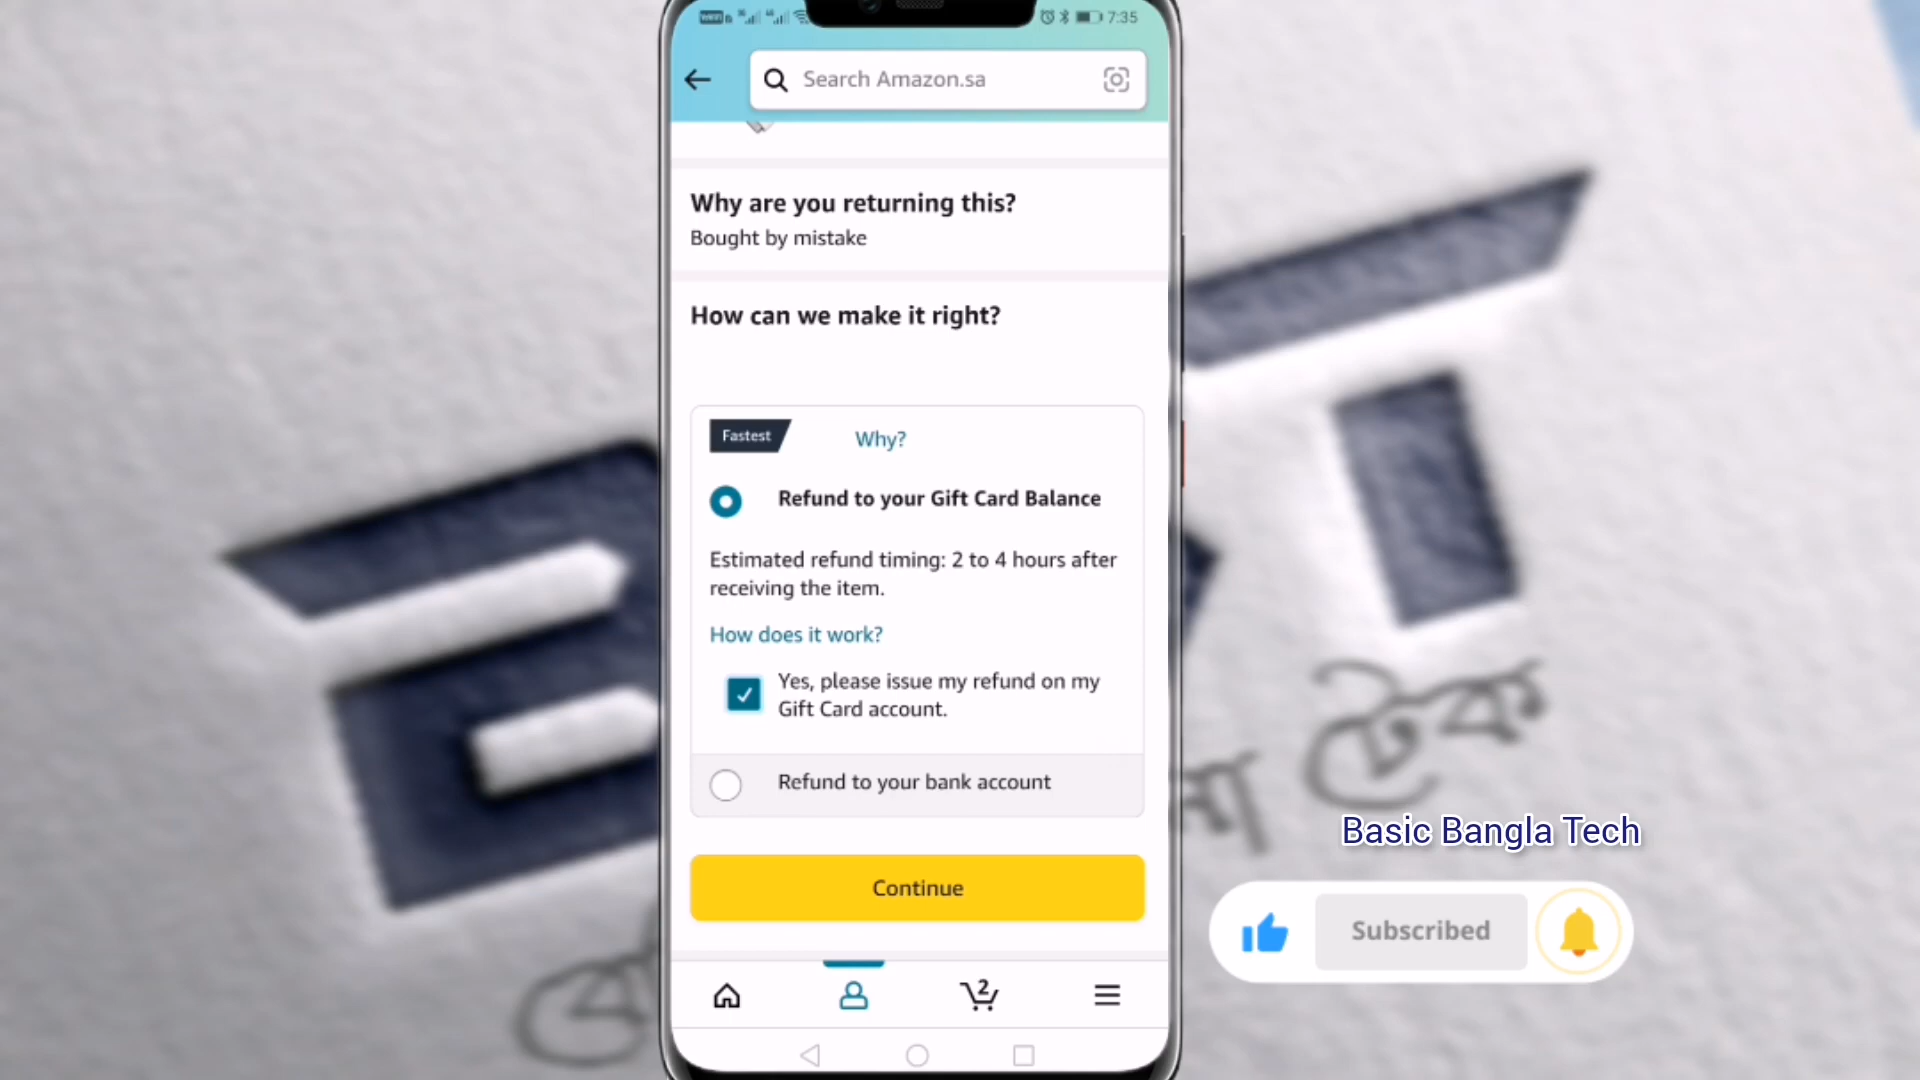 7:35
Search Amazon.sa
Why are you returning this?
Bought by mistake
How can we make it right?
Fastest
Why?
Refund to your Gift Card Balance
Estimated refund timing: 2 to 4 hours after
receiving the item.
How does it work?
Yes, please issue my refund on my
Gift Card account.
Refund to your bank account
Continue
2
টেক
Basic Bangla Tech
Subscribed